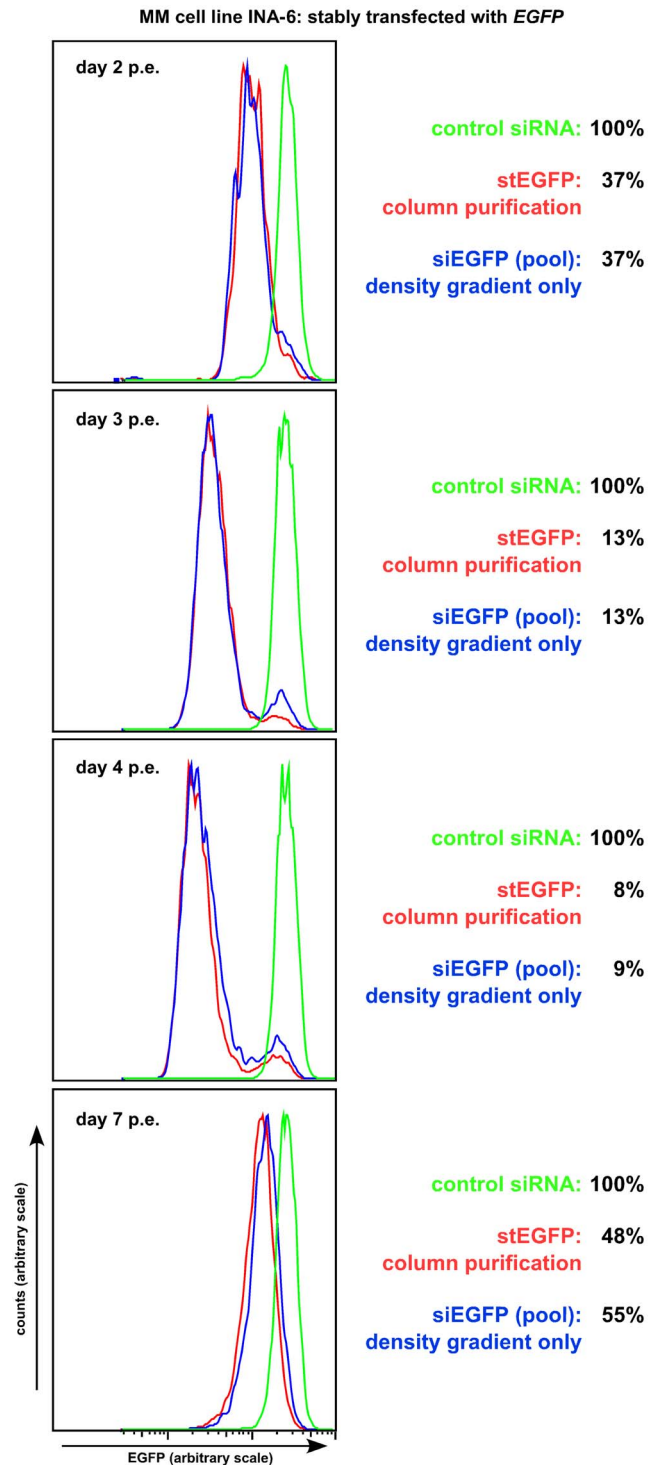 MM cell line INA-6: stably transfected with EGFP
day 2 p.e.
control siRNA: 100%
stEGFP: 37%
column purification
siEGFP (pool): 37%
density gradient only
day 3 p.e.
control siRNA: 100%
stEGFP: 13%
column purification
siEGFP (pool): 13%
density gradient only
day 4 p.e.
control siRNA: 100%
stEGFP: 8%
column purification
siEGFP (pool): 9%
density gradient only
day 7 p.e.
control siRNA: 100%
stEGFP: 48%
column purification
siEGFP (pool): 55%
density gradient only
counts (arbitrary scale)
EGFP (arbitrary scale)